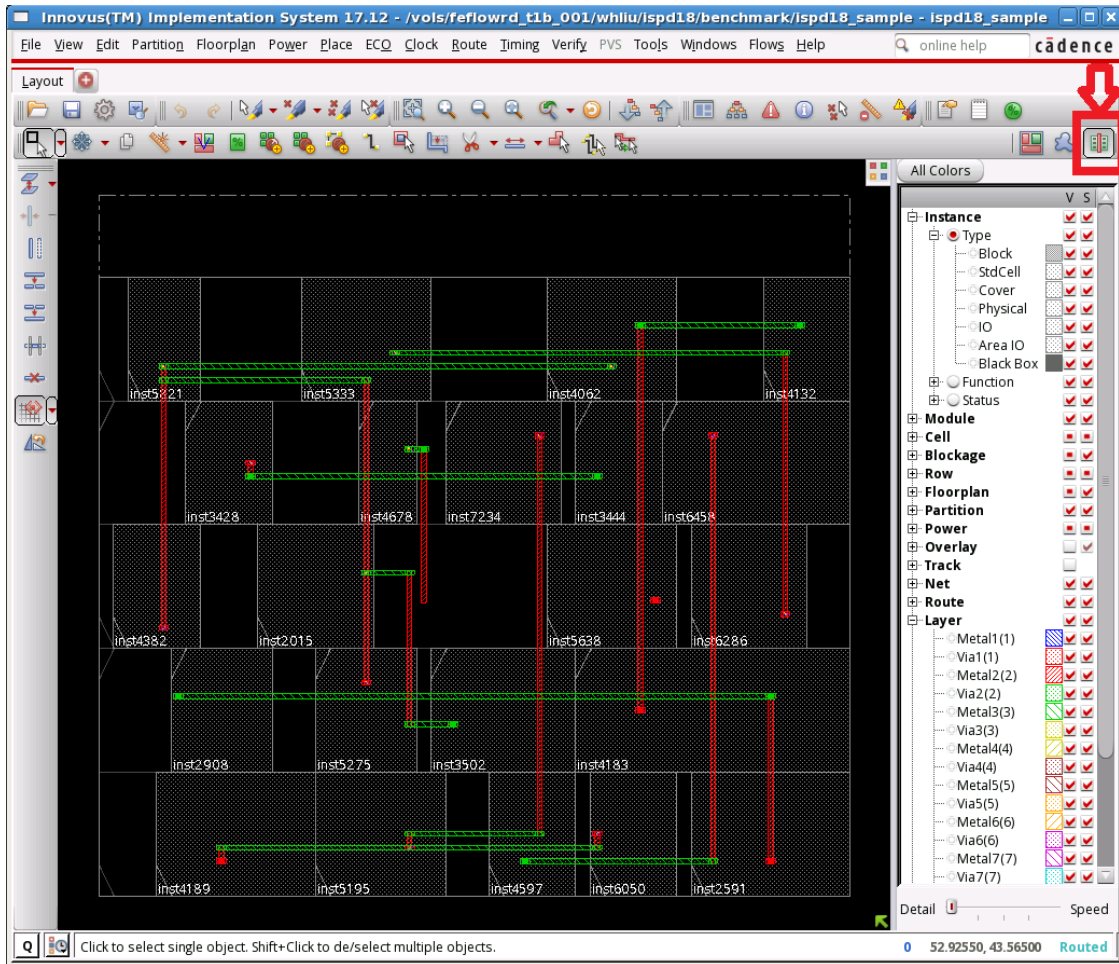 Innovus(TM) Implementation System 17.12 - /vols/feflowrd_t1b_001/whliu/ispd18/benchmark/ispd18_sample - ispd18_sample
File View Edit Partition Floorplan Power Place ECO Clock Route Timing Verify PVS Tools Windows Flows Help online help cādence
Layout
All Colors
V S
Instance
Type
Block
StdCell
Cover
Physical
IO
Area IO
Black Box
Function
Status
Module
Cell
Blockage
Row
Floorplan
Partition
Power
Overlay
Track
Net
Route
Layer
Metal1(1)
Via1(1)
Metal2(2)
Via2(2)
Metal3(3)
Via3(3)
Metal4(4)
Via4(4)
Metal5(5)
Via5(5)
Metal6(6)
Via6(6)
Metal7(7)
Via7(7)
Detail Speed
inst5821 inst5333 inst4062 inst4132
inst3428 inst4678 inst7234 inst3444 inst6458
inst4382 inst2015 inst5638 inst6286
inst2908 inst5275 inst3502 inst4183
inst4189 inst5195 inst4597 inst6050 inst2591
Q Click to select single object. Shift+Click to de/select multiple objects. 0 52.92550, 43.56500 Routed